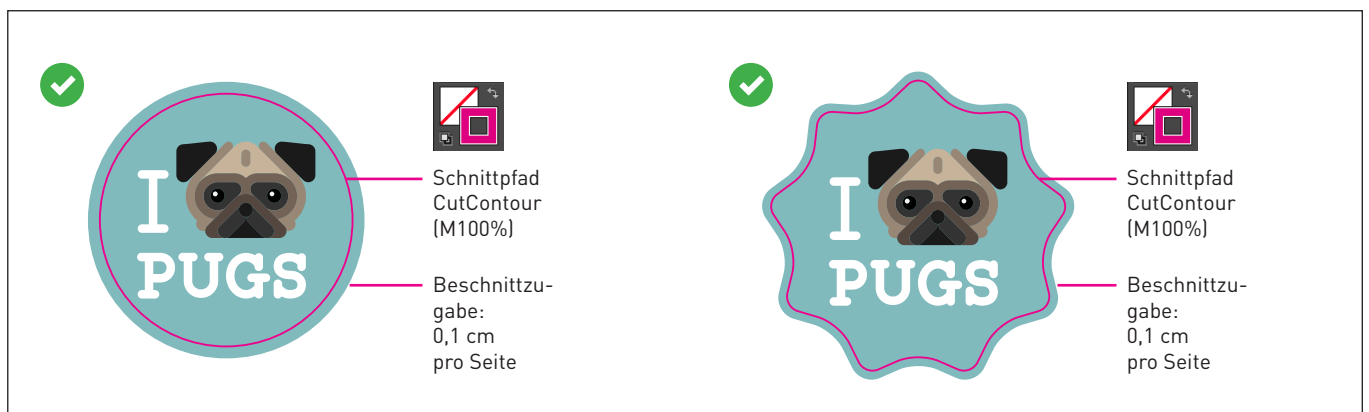 I
PUGS
Schnittpfad
CutContour
(M100%)
Beschnittzu-
gabe:
0,1 cm
pro Seite
I
PUGS
Schnittpfad
CutContour
(M100%)
Beschnittzu-
gabe:
0,1 cm
pro Seite